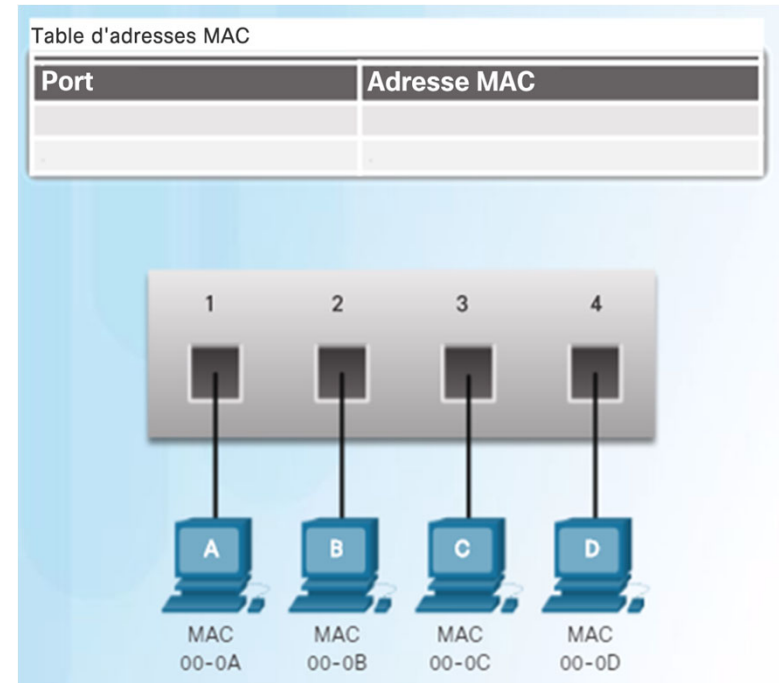 Table d'adresses MAC
Port Adresse MAC
1 2 3 4
A B C D
MAC MAC MAC MAC
00-0A 00-0B 00-0C 00-0D